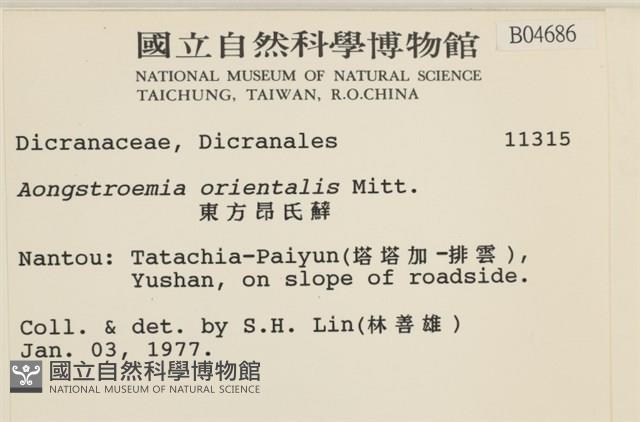 國立自然科學博物館
B04686
NATIONAL MUSEUM OF NATURAL SCIENCE
TAICHUNG, TAIWAN, R.O.CHINA
Dicranaceae, Dicranales 11315
Aongstroemia orientalis Mitt.
東方昂氏蘚
Nantou: Tatachia-Paiyun(塔塔加-排雲),
Yushan, on slope of roadside.
Coll. & det. by S.H. Lin(林善雄)
Jan. 03, 1977.
國立自然科學博物館
NATIONAL MUSEUM OF NATURAL SCIENCE